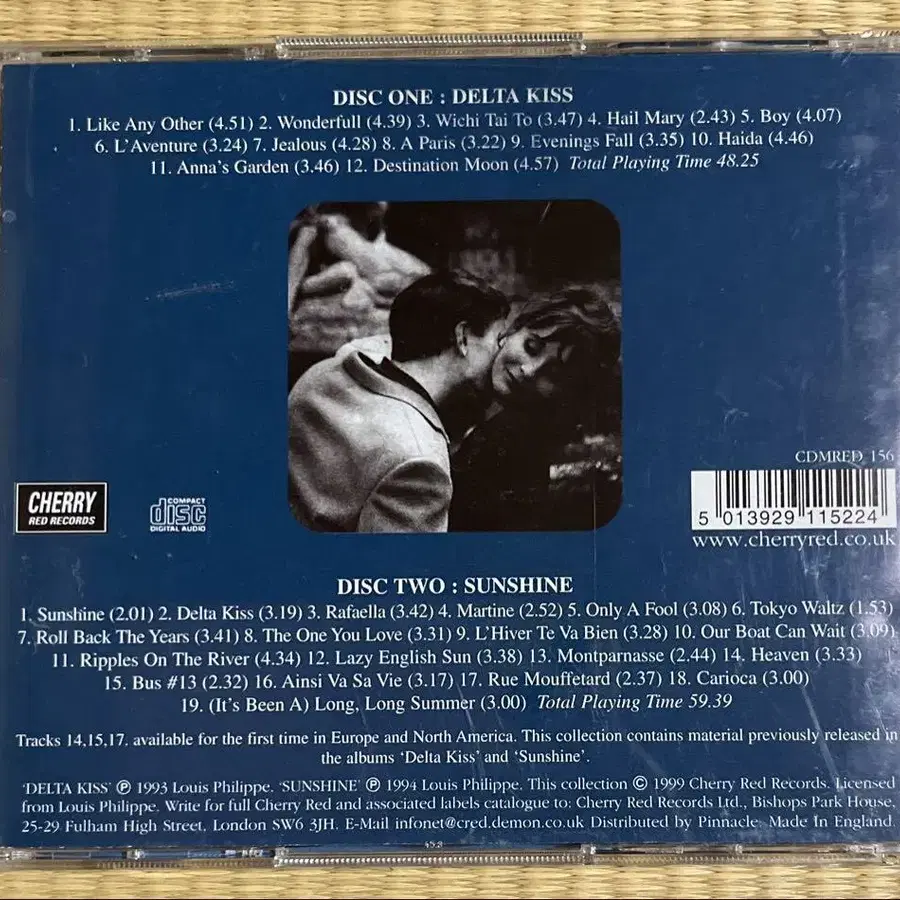 DISC ONE : DELTA KISS
1. Like Any Other (4.51) 2. Wonderfull (4.39) 3. Wichi Tai To (3.47) 4. Hail Mary (2.43) 5. Boy (4.07)
6. L'Aventure (3.24) 7. Jealous (4.28) 8. A Paris (3.22) 9. Evenings Fall (3.35) 10. Haida (4.46)
11. Anna's Garden (3.46) 12. Destination Moon (4.57) Total Playing Time 48.25
CDMRED 156
CHERRY
RED RECORDS
COMPACT
disc
DIGITAL AUDIO
5 013929 115224
www.cherryred.co.uk
DISC TWO : SUNSHINE
1. Sunshine (2.01) 2. Delta Kiss (3.19) 3. Rafaella (3.42) 4. Martine (2.52) 5. Only A Fool (3.08) 6. Tokyo Waltz (1.53)
7. Roll Back The Years (3.41) 8. The One You Love (3.31) 9. L'Hiver Te Va Bien (3.28) 10. Our Boat Can Wait (3.09)
11. Ripples On The River (4.34) 12. Lazy English Sun (3.38) 13. Montparnasse (2.44) 14. Heaven (3.33)
15. Bus #13 (2.32) 16. Ainsi Va Sa Vie (3.17) 17. Rue Mouffetard (2.37) 18. Carioca (3.00)
19. (It's Been A) Long, Long Summer (3.00) Total Playing Time 59.39
Tracks 14,15,17. available for the first time in Europe and North America. This collection contains material previously released in
the albums 'Delta Kiss' and 'Sunshine'.
'DELTA KISS' ℗ 1993 Louis Philippe. 'SUNSHINE' ℗ 1994 Louis Philippe. This collection © 1999 Cherry Red Records. Licensed
from Louis Philippe. Write for full Cherry Red and associated labels catalogue to: Cherry Red Records Ltd., Bishops Park House,
25-29 Fulham High Street, London SW6 3JH. E-Mail infonet@cred.demon.co.uk Distributed by Pinnacle. Made In England.